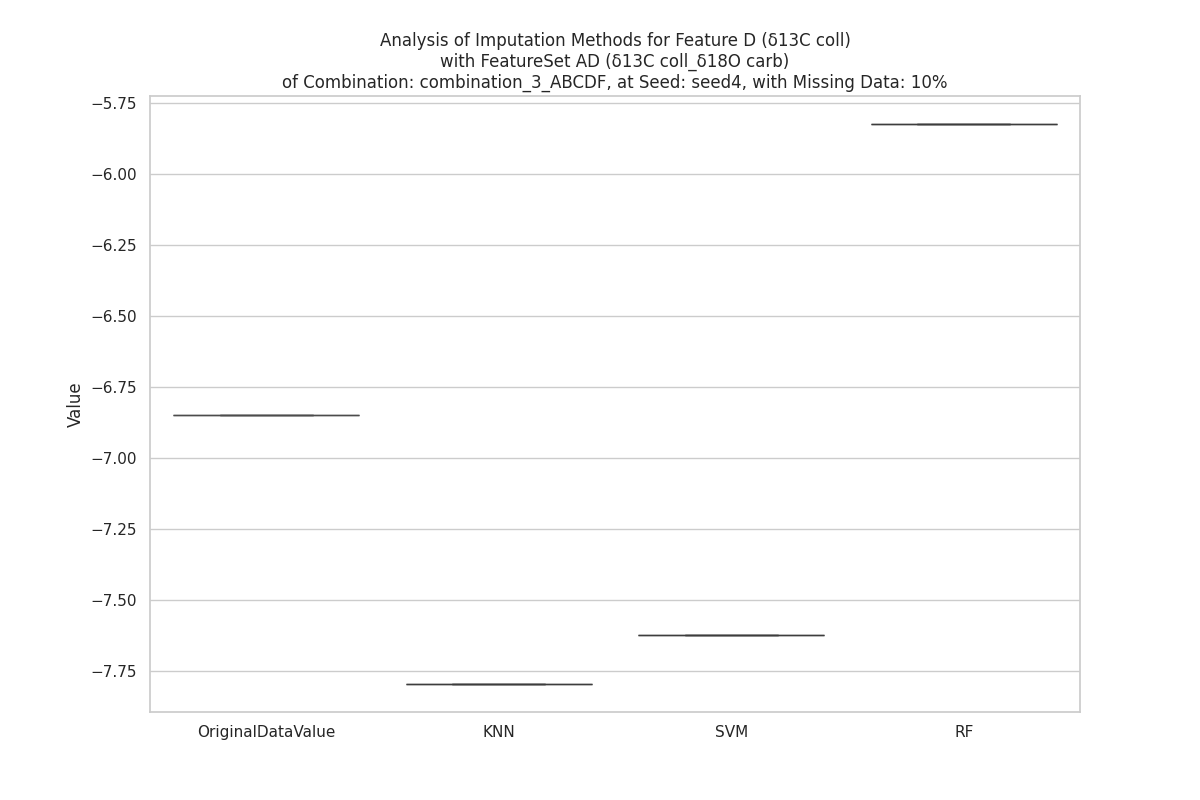 Analysis of Imputation Methods for Feature D (δ13C coll)
with FeatureSet AD (δ13C coll_δ18O carb)
of Combination: combination_3_ABCDF, at Seed: seed4, with Missing Data: 10%
Value
−5.75
−6.00
−6.25
−6.50
−6.75
−7.00
−7.25
−7.50
−7.75
OriginalDataValue KNN SVM RF